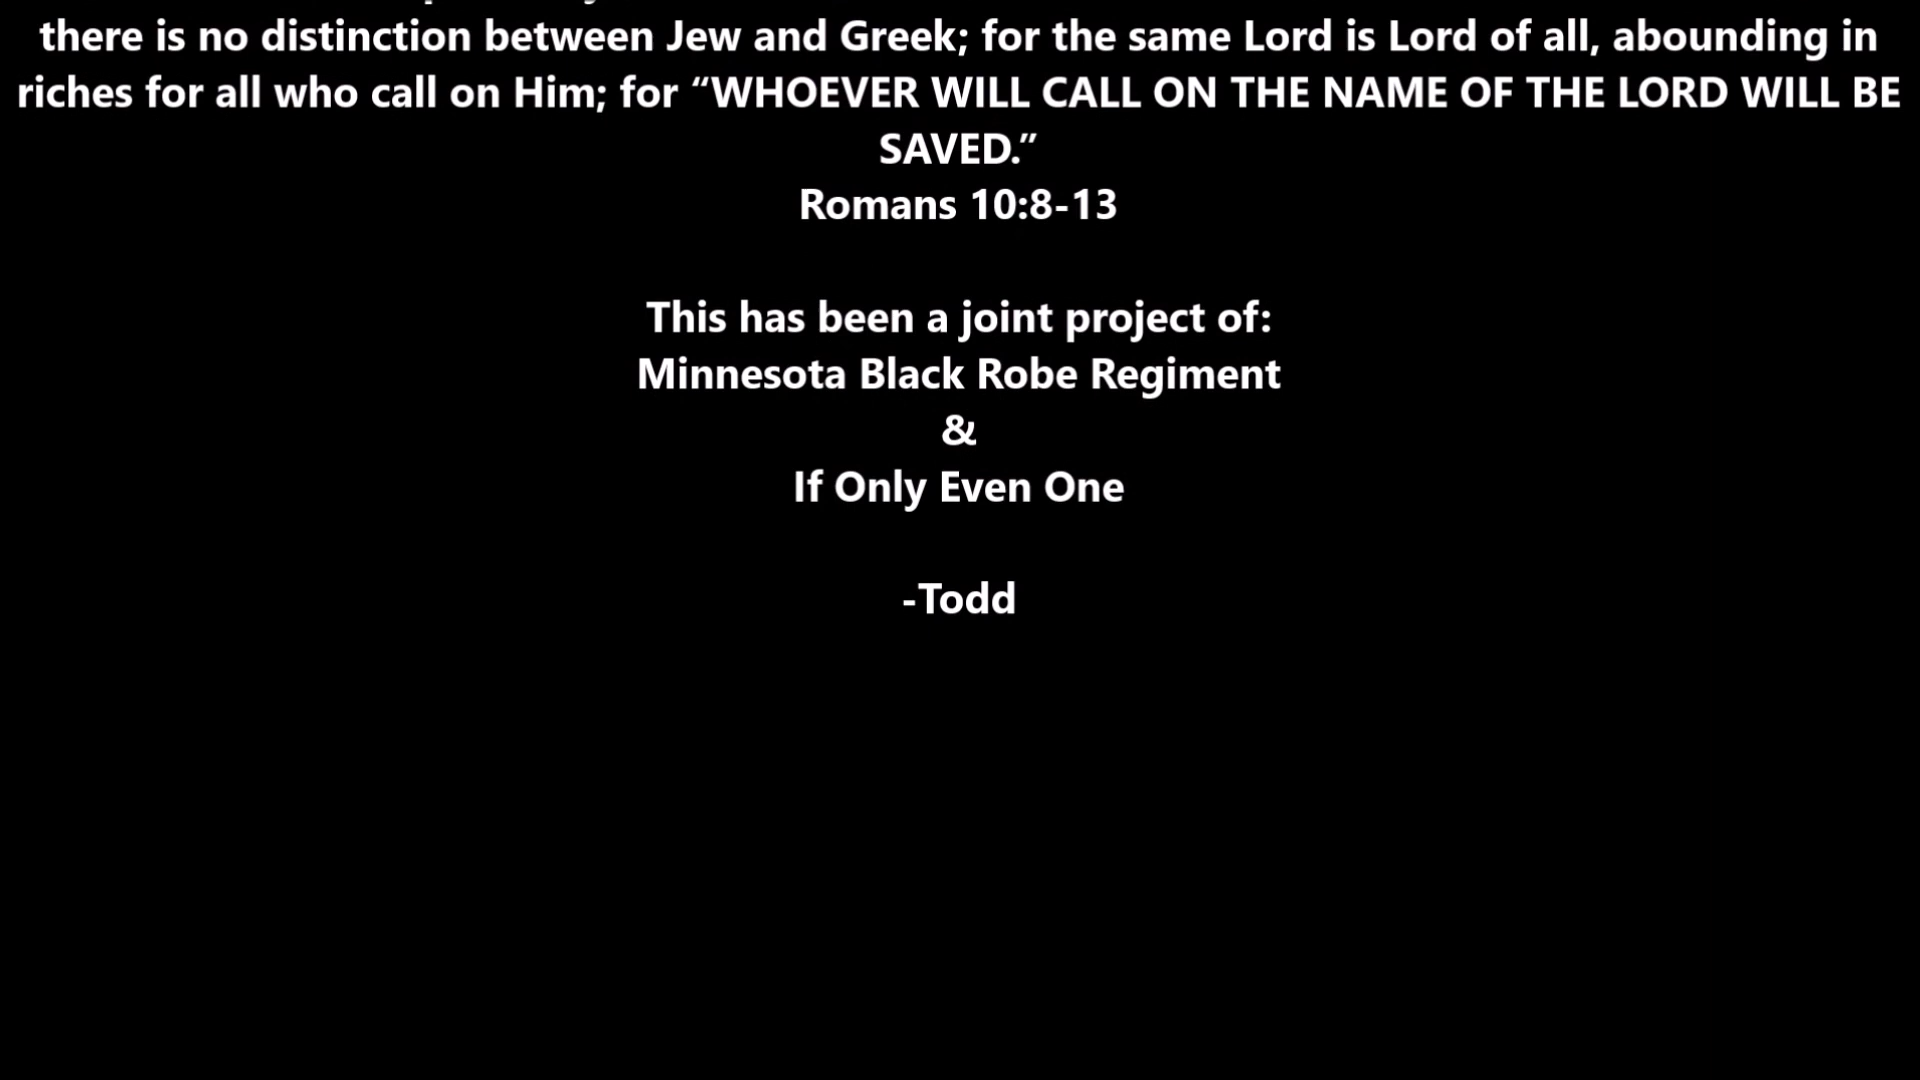 there is no distinction between Jew and Greek; for the same Lord is Lord of all, abounding in
riches for all who call on Him; for “WHOEVER WILL CALL ON THE NAME OF THE LORD WILL BE
SAVED.”
Romans 10:8-13
This has been a joint project of:
Minnesota Black Robe Regiment
&
If Only Even One
-Todd